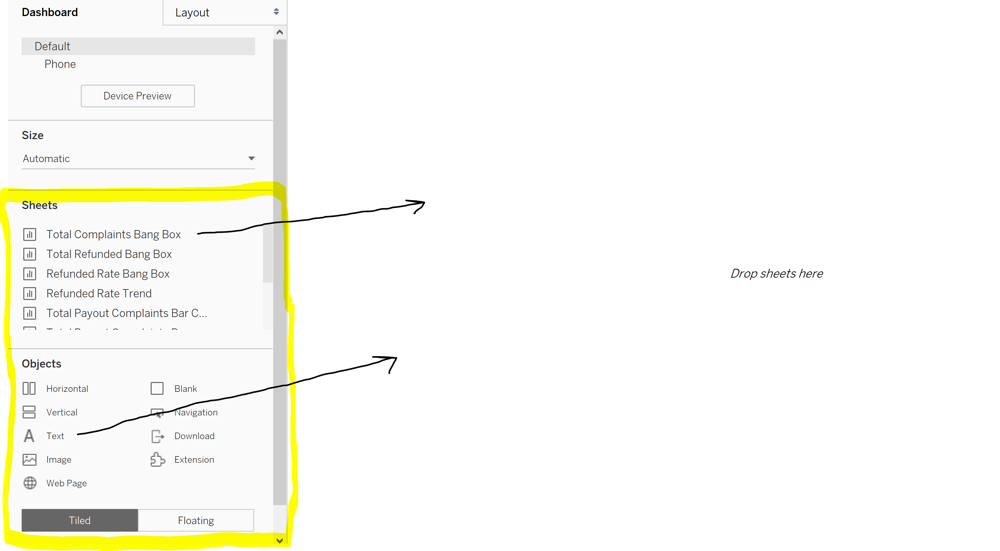 Dashboard
Layout
Default
Phone
Device Preview
Size
Automatic
Sheets
Total Complaints Bang Box
Total Refunded Bang Box
Refunded Rate Bang Box
Refunded Rate Trend
Total Payout Complaints Bar C...
Drop sheets here
Objects
Horizontal
Blank
Vertical
Navigation
Text
Download
Image
Extension
Web Page
Tiled
Floating